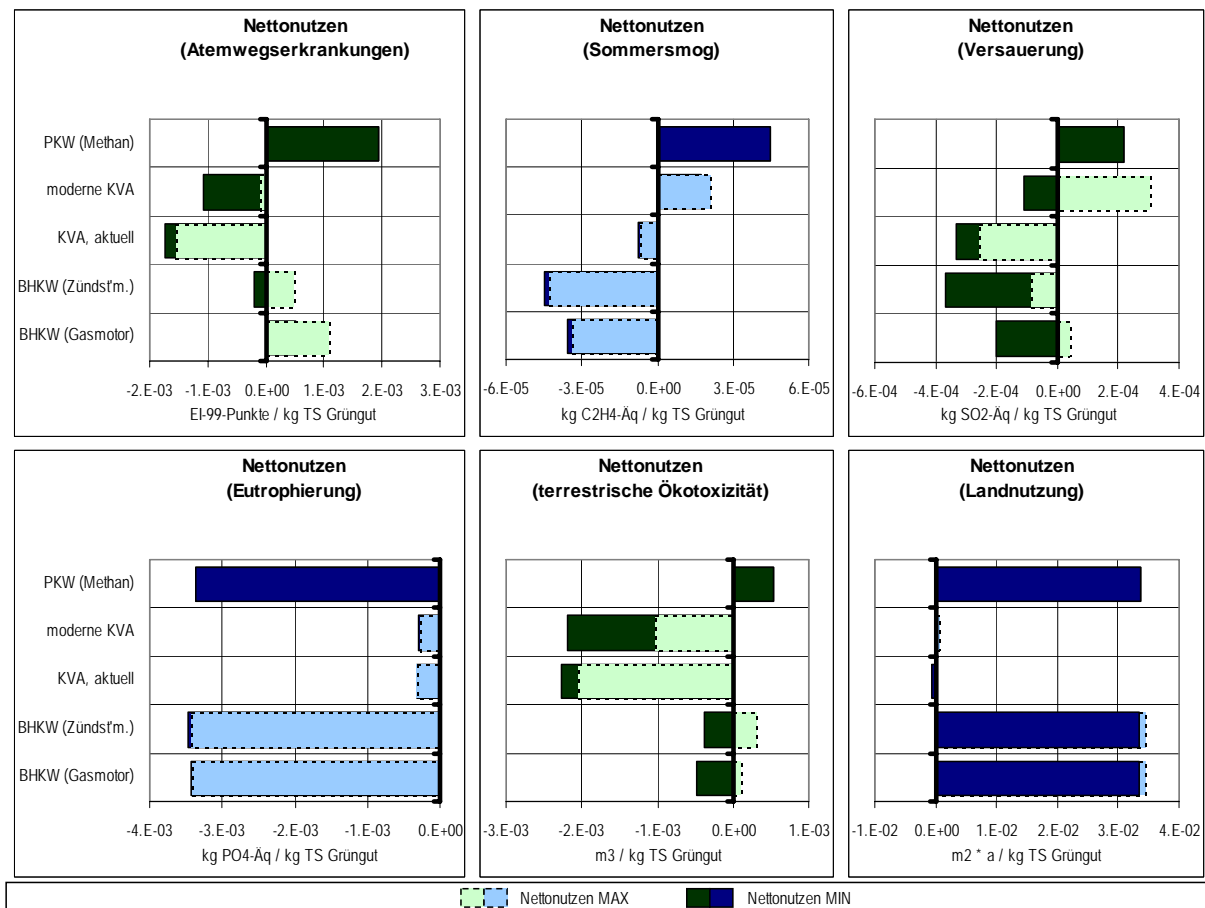 Nettonutzen
(Atemwegserkrankungen)
PKW (Methan)
moderne KVA
KVA, aktuell
BHKW (Zündst'm.)
BHKW (Gasmotor)
-2.E-03 -1.E-03 0.E+00 1.E-03 2.E-03 3.E-03
EI-99-Punkte / kg TS Grüngut
Nettonutzen
(Sommersmog)
-6.E-05 -3.E-05 0.E+00 3.E-05 6.E-05
kg C2H4-Äq / kg TS Grüngut
Nettonutzen
(Versauerung)
-6.E-04 -4.E-04 -2.E-04 0.E+00 2.E-04 4.E-04
kg SO2-Äq / kg TS Grüngut
Nettonutzen
(Eutrophierung)
PKW (Methan)
moderne KVA
KVA, aktuell
BHKW (Zündst'm.)
BHKW (Gasmotor)
-4.E-03 -3.E-03 -2.E-03 -1.E-03 0.E+00
kg PO4-Äq / kg TS Grüngut
Nettonutzen
(terrestrische Ökotoxizität)
-3.E-03 -2.E-03 -1.E-03 0.E+00 1.E-03
m3 / kg TS Grüngut
Nettonutzen
(Landnutzung)
-1.E-02 0.E+00 1.E-02 2.E-02 3.E-02 4.E-02
m2 * a / kg TS Grüngut
Nettonutzen MAX Nettonutzen MIN